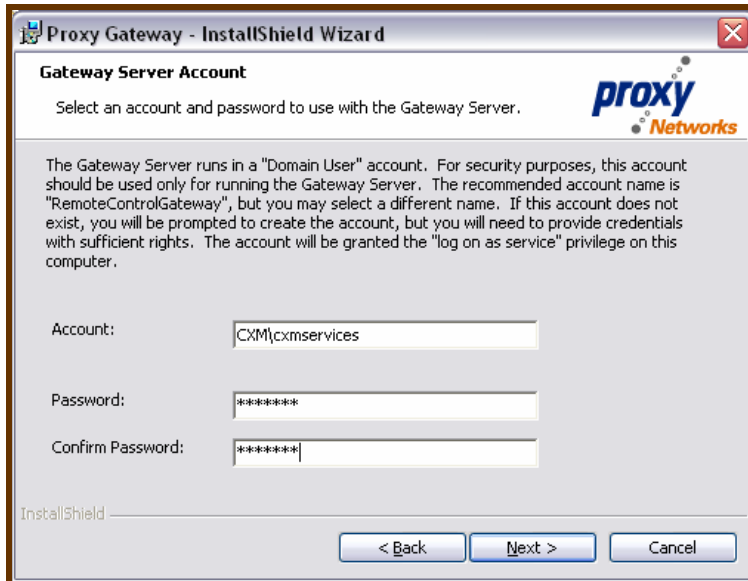 Proxy Gateway - InstallShield Wizard
Gateway Server Account
Select an account and password to use with the Gateway Server.
proxy
Networks
The Gateway Server runs in a "Domain User" account. For security purposes, this account
should be used only for running the Gateway Server. The recommended account name is
"RemoteControlGateway", but you may select a different name. If this account does not
exist, you will be prompted to create the account, but you will need to provide credentials
with sufficient rights. The account will be granted the "log on as service" privilege on this
computer.
Account:
CXM\cxmservices
Password:
*******
Confirm Password:
*******
InstallShield
< Back
Next >
Cancel